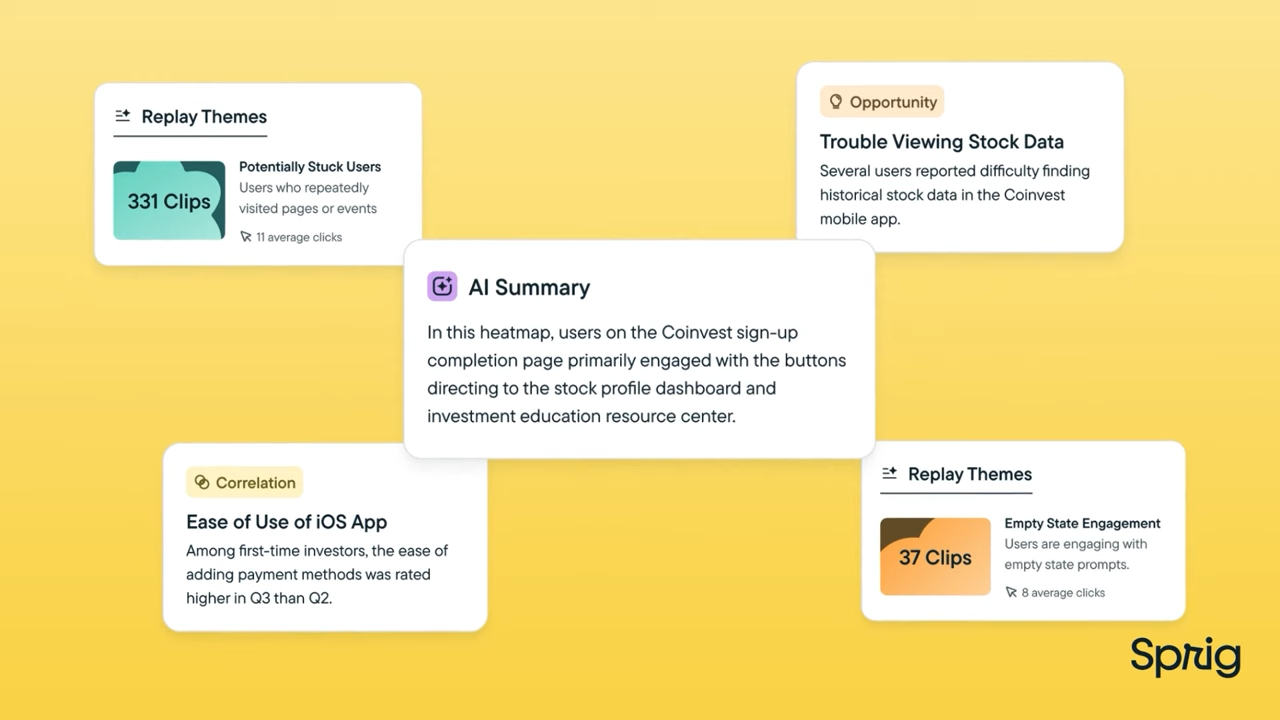 Replay Themes
331 Clips
Potentially Stuck Users
Users who repeatedly
visited pages or events
11 average clicks
Opportunity
Trouble Viewing Stock Data
Several users reported difficulty finding
historical stock data in the Coinvest
mobile app.
AI Summary
In this heatmap, users on the Coinvest sign-up
completion page primarily engaged with the buttons
directing to the stock profile dashboard and
investment education resource center.
Correlation
Ease of Use of iOS App
Among first-time investors, the ease of
adding payment methods was rated
higher in Q3 than Q2.
Replay Themes
37 Clips
Empty State Engagement
Users are engaging with
empty state prompts.
8 average clicks
Sprig